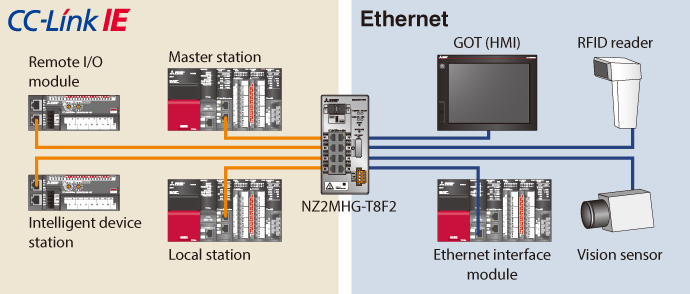 CC-Link IE
Ethernet
Remote I/O
module
Master station
GOT (HMI)
RFID reader
NZ2MHG-T8F2
Intelligent device
station
Local station
Ethernet interface
module
Vision sensor